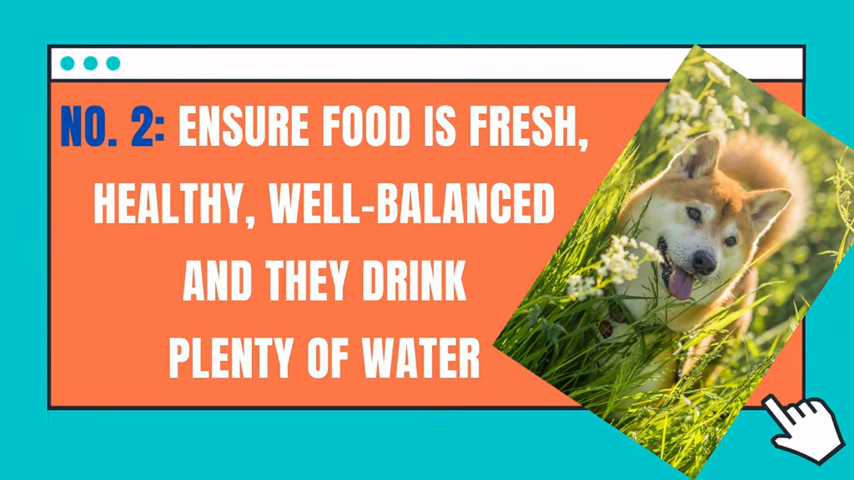 NO. 2: ENSURE FOOD IS FRESH,
HEALTHY, WELL-BALANCED
AND THEY DRINK
PLENTY OF WATER